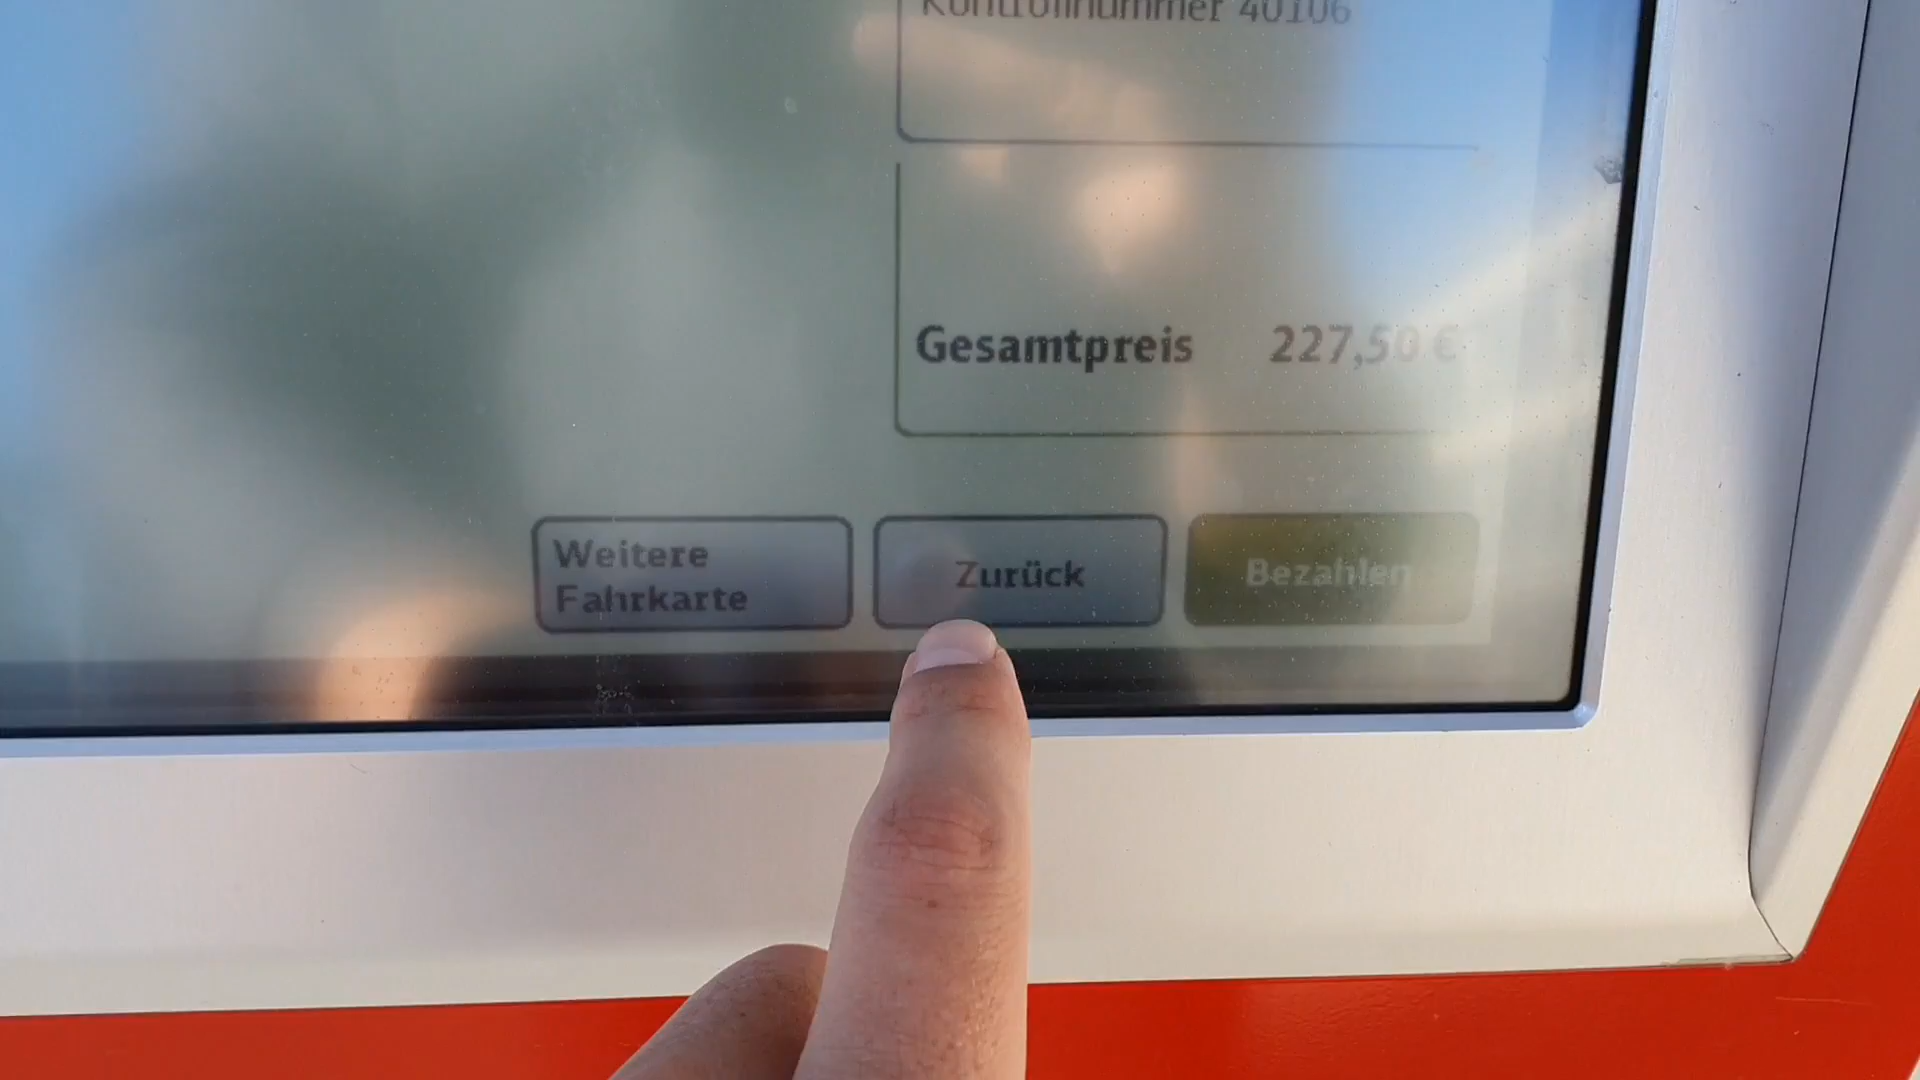 Kontrollnummer 40106
Gesamtpreis 227,50 €
Weitere
Fahrkarte
Zurück
Bezahlen